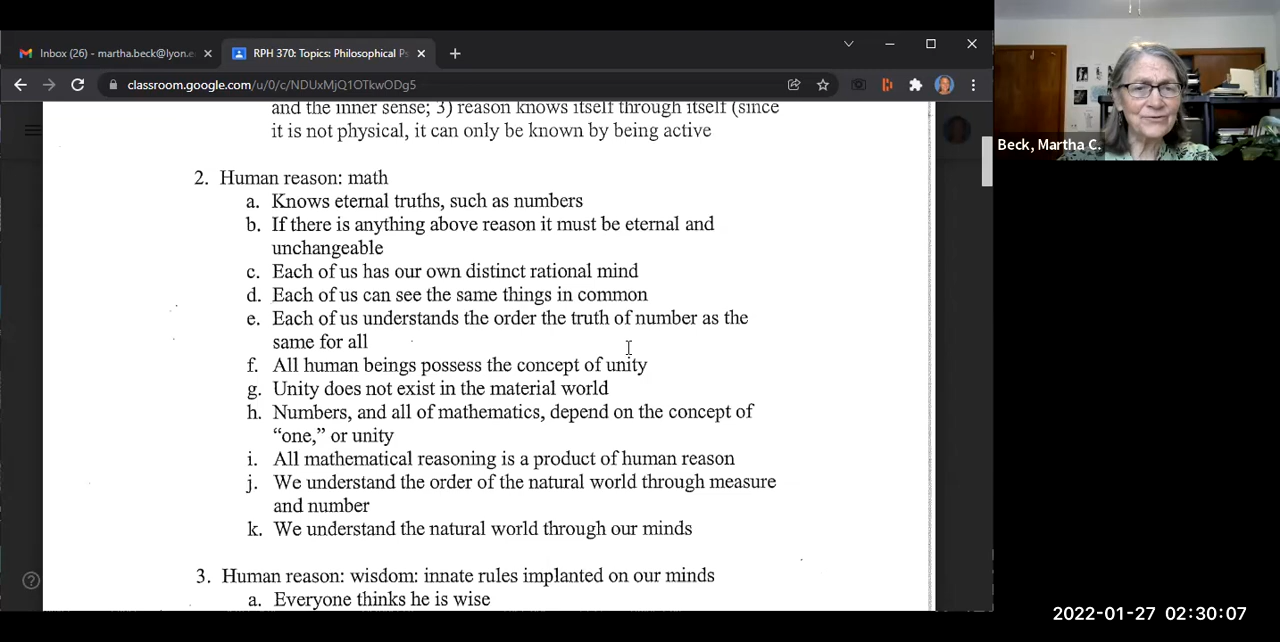 Inbox (26) - martha.beck@lyon.e
RPH 370: Topics: Philosophical P
classroom.google.com/u/0/c/NDUxMjQ1OTkwODg5
and the inner sense; 3) reason knows itself through itself (since
it is not physical, it can only be known by being active
2. Human reason: math
a. Knows eternal truths, such as numbers
b. If there is anything above reason it must be eternal and
unchangeable
c. Each of us has our own distinct rational mind
d. Each of us can see the same things in common
e. Each of us understands the order the truth of number as the
same for all
f. All human beings possess the concept of unity
g. Unity does not exist in the material world
h. Numbers, and all of mathematics, depend on the concept of
“one,” or unity
i. All mathematical reasoning is a product of human reason
j. We understand the order of the natural world through measure
and number
k. We understand the natural world through our minds
3. Human reason: wisdom: innate rules implanted on our minds
a. Everyone thinks he is wise
Beck, Martha C.
2022-01-27 02:30:07